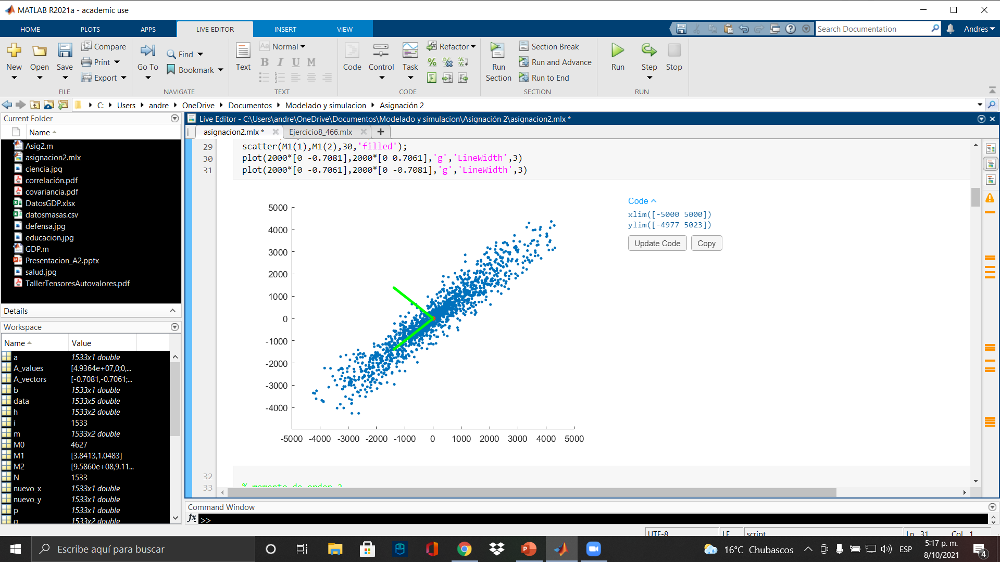 MATLAB R2021a - academic use
HOME PLOTS APPS LIVE EDITOR INSERT VIEW
Search Documentation
Andres
New
Open
Save
Compare
Print
Export
FILE
Go To
Find
Bookmark
NAVIGATE
Text
Aa Normal
B I U M
TEXT
Code
Control
Task
Refactor
CODE
Run Section
Section Break
Run and Advance
Run to End
SECTION
Run
Step
Stop
RUN
C: Users andre OneDrive Documentos Modelado y simulacion Asignación 2
Current Folder
Name
Asig2.m
asignacion2.mlx
ciencia.jpg
correlación.pdf
covariancia.pdf
DatosGDP.xlsx
datosmasas.csv
defensa.jpg
educacion.jpg
GDP.m
Presentacion_A2.pptx
salud.jpg
TallerTensoresAutovalores.pdf
Details
Workspace
Name Value
a 1533x1 double
A_values [4.9364e+07,0;0,...
A_vectors [-0.7081,-0.7061;...
b 1533x1 double
data 1533x5 double
h 1533x2 double
i 1533
m 1533x2 double
M0 4627
M1 [3.8413,1.0483]
M2 [9.5860e+08,9.11...
N 1533
nuevo_x 1533x1 double
nuevo_y 1533x1 double
p 1533x1 double
q 1533x2 double
Live Editor - C:\Users\andre\OneDrive\Documentos\Modelado y simulacion\Asignación 2\asignacion2.mlx *
asignacion2.mlx *
Ejercicio8_466.mlx
29 scatter(M1(1),M1(2),30,'filled');
30 plot(2000*[0 -0.7081],2000*[0 0.7061],'g','LineWidth',3)
31 plot(2000*[0 -0.7061],2000*[0 -0.7081],'g','LineWidth',3)
5000
4000
3000
2000
1000
0
-1000
-2000
-3000
-4000
-5000 -4000 -3000 -2000 -1000 0 1000 2000 3000 4000 5000
Code
xlim([-5000 5000])
ylim([-4977 5023])
Update Code
Copy
32
33 % momento de orden 2
Command Window
fx >>
UTF-8 LF script Ln 31 Col 1
Escribe aquí para buscar
16°C Chubascos
ESP
5:17 p. m.
8/10/2021
4